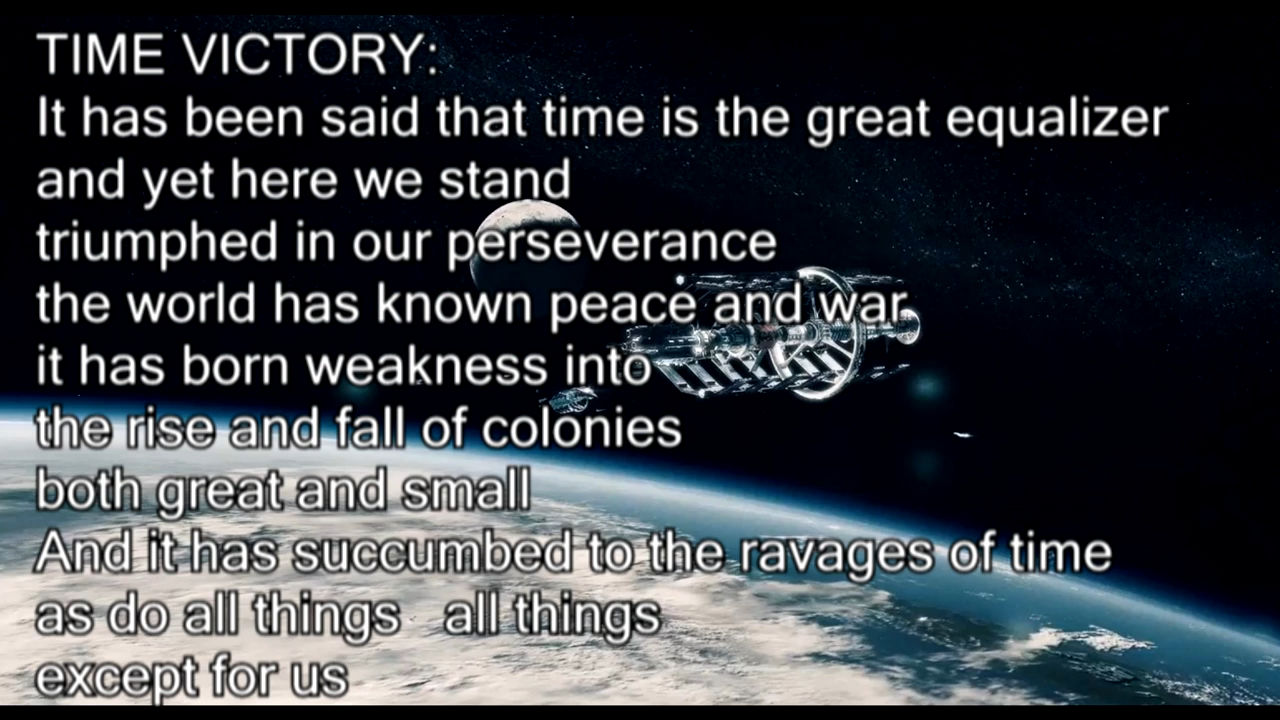 TIME VICTORY:
It has been said that time is the great equalizer
and yet here we stand
triumphed in our perseverance
the world has known peace and war
it has born weakness into
the rise and fall of colonies
both great and small
And it has succumbed to the ravages of time
as do all things   all things
except for us